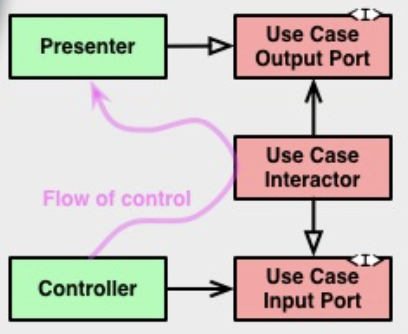 <I>
Presenter
Use Case
Output Port
Use Case
Interactor
Flow of control
<I>
Controller
Use Case
Input Port